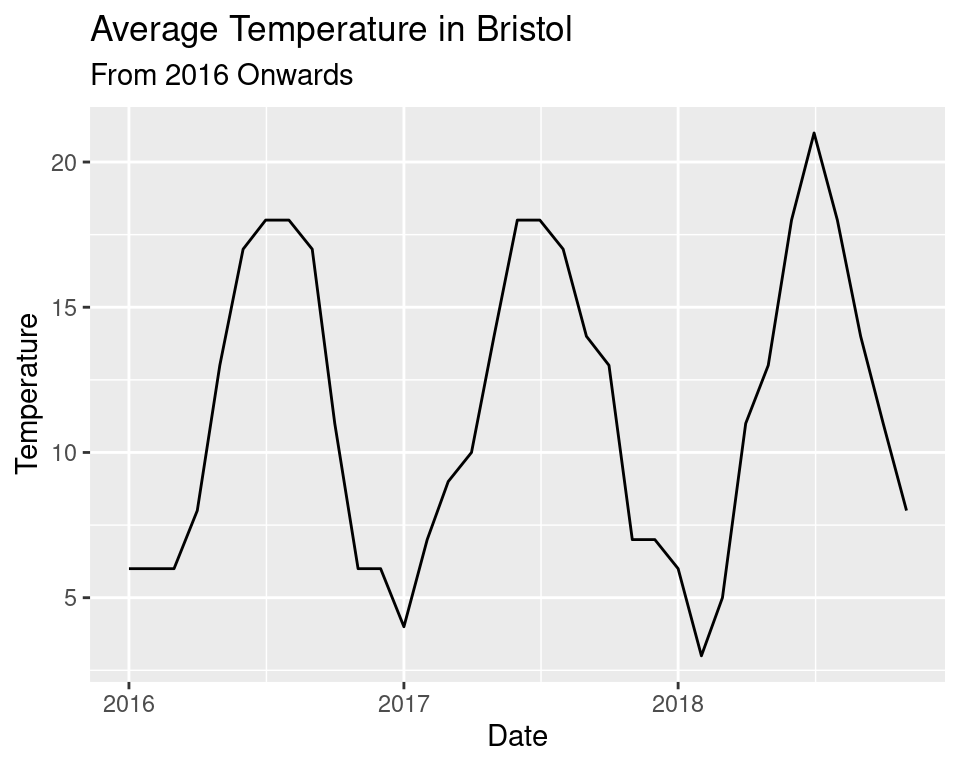 Average Temperature in Bristol
From 2016 Onwards
20
15
10
5
Temperature
2016 2017 2018
Date